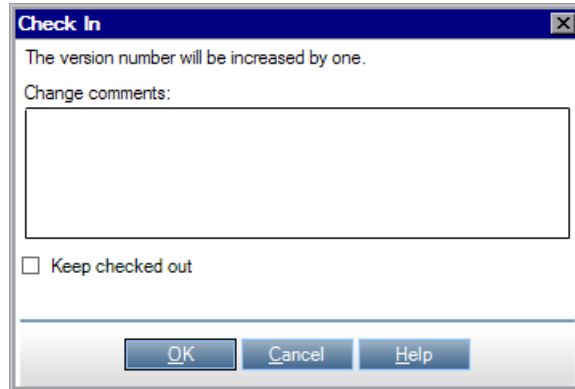 Check In
The version number will be increased by one.
Change comments:
Keep checked out
OK Cancel Help